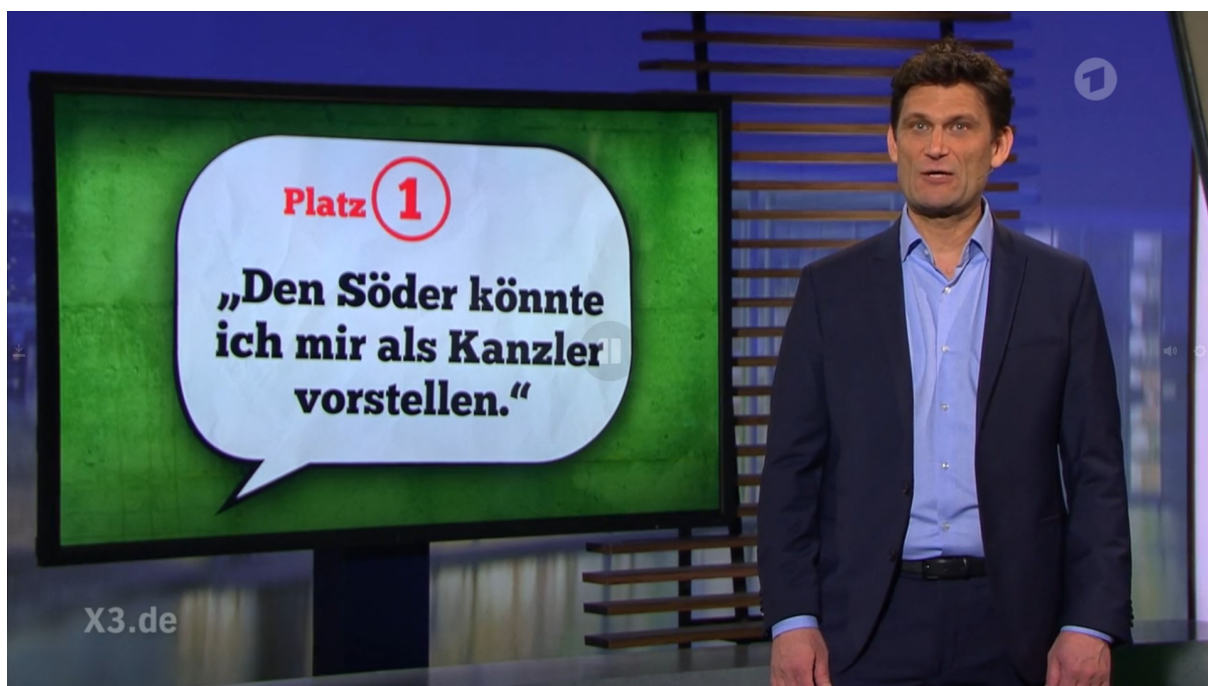 Platz 1
„Den Söder könnte
ich mir als Kanzler
vorstellen.“
1
X3.de